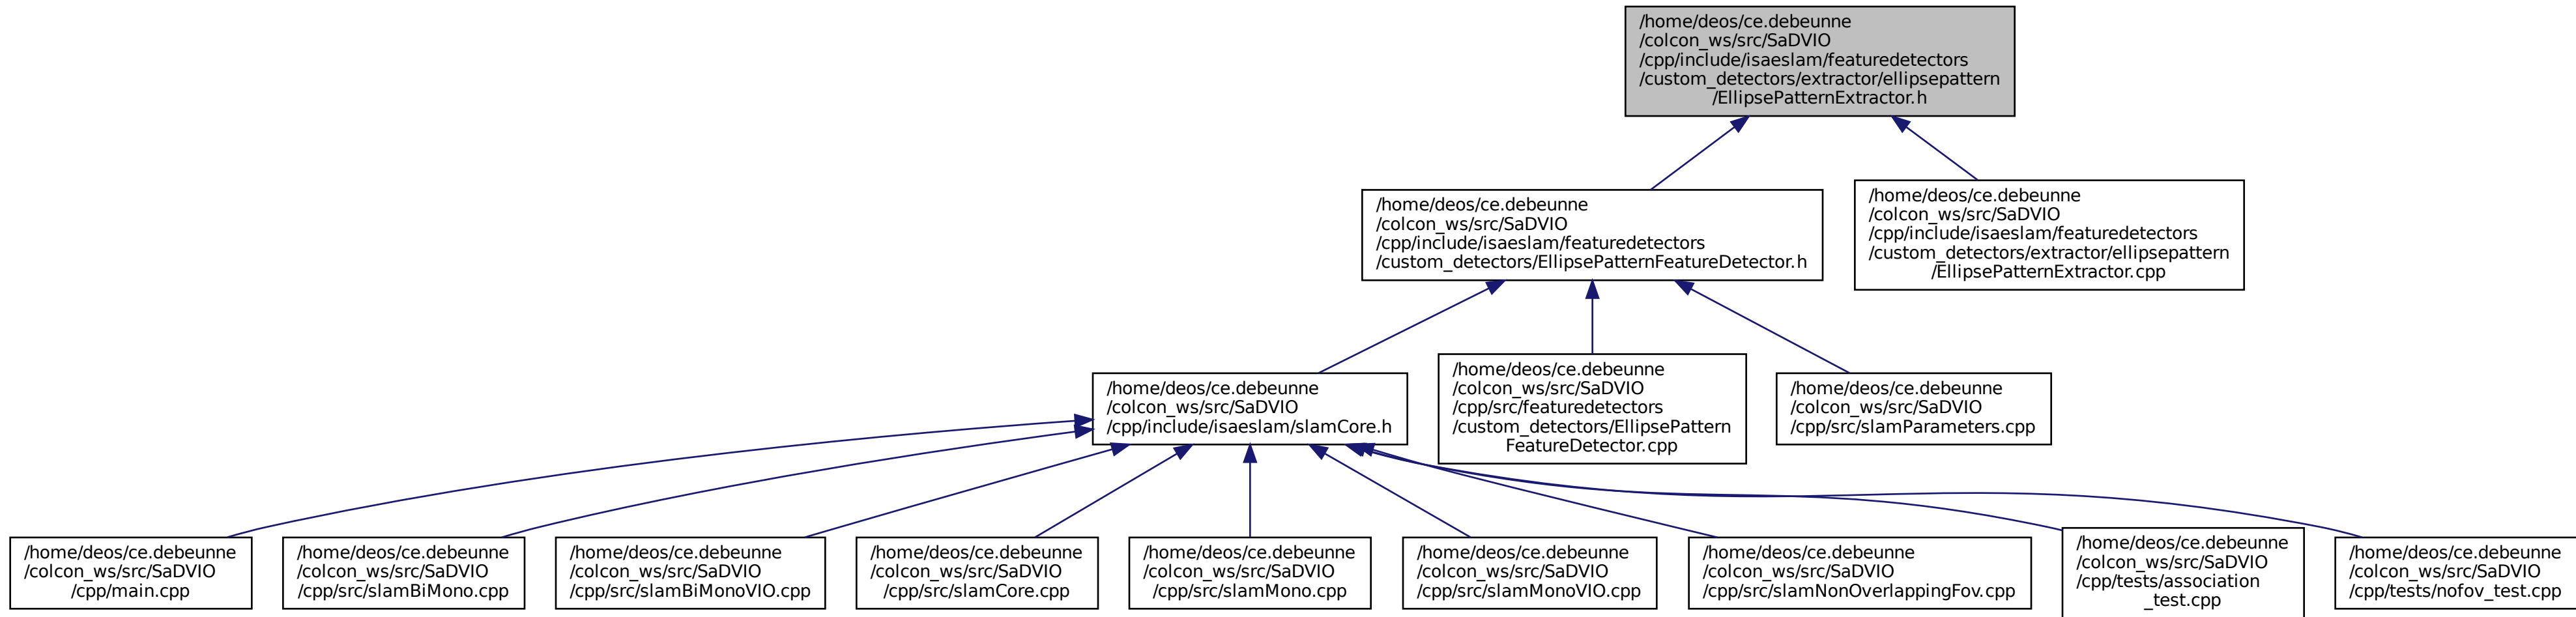 /home/deos/ce.debeunne
/colcon_ws/src/SaDVIO
/cpp/include/isaeslam/featuredetectors
/custom_detectors/extractor/ellipsepattern
/EllipsePatternExtractor.h
/home/deos/ce.debeunne
/colcon_ws/src/SaDVIO
/cpp/include/isaeslam/featuredetectors
/custom_detectors/EllipsePatternFeatureDetector.h
/home/deos/ce.debeunne
/colcon_ws/src/SaDVIO
/cpp/include/isaeslam/featuredetectors
/custom_detectors/extractor/ellipsepattern
/EllipsePatternExtractor.cpp
/home/deos/ce.debeunne
/colcon_ws/src/SaDVIO
/cpp/include/isaeslam/slamCore.h
/home/deos/ce.debeunne
/colcon_ws/src/SaDVIO
/cpp/src/featuredetectors
/custom_detectors/EllipsePattern
FeatureDetector.cpp
/home/deos/ce.debeunne
/colcon_ws/src/SaDVIO
/cpp/src/slamParameters.cpp
/home/deos/ce.debeunne
/colcon_ws/src/SaDVIO
/cpp/main.cpp
/home/deos/ce.debeunne
/colcon_ws/src/SaDVIO
/cpp/src/slamBiMono.cpp
/home/deos/ce.debeunne
/colcon_ws/src/SaDVIO
/cpp/src/slamBiMonoVIO.cpp
/home/deos/ce.debeunne
/colcon_ws/src/SaDVIO
/cpp/src/slamCore.cpp
/home/deos/ce.debeunne
/colcon_ws/src/SaDVIO
/cpp/src/slamMono.cpp
/home/deos/ce.debeunne
/colcon_ws/src/SaDVIO
/cpp/src/slamMonoVIO.cpp
/home/deos/ce.debeunne
/colcon_ws/src/SaDVIO
/cpp/src/slamNonOverlappingFov.cpp
/home/deos/ce.debeunne
/colcon_ws/src/SaDVIO
/cpp/tests/association
_test.cpp
/home/deos/ce.debeunne
/colcon_ws/src/SaDVIO
/cpp/tests/nofov_test.cpp